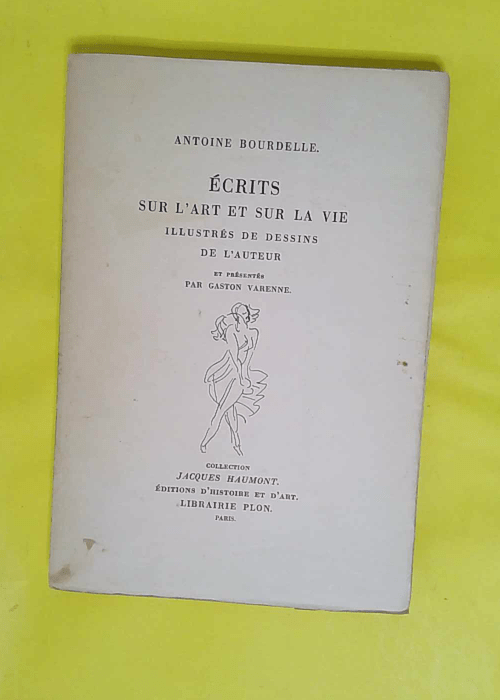 ANTOINE BOURDELLE.
ÉCRITS
SUR L'ART ET SUR LA VIE
ILLUSTRÉS DE DESSINS
DE L'AUTEUR
ET PRÉSENTÉS
PAR GASTON VARENNE.
COLLECTION
JACQUES HAUMONT.
ÉDITIONS D'HISTOIRE ET D'ART.
LIBRAIRIE PLON.
PARIS.